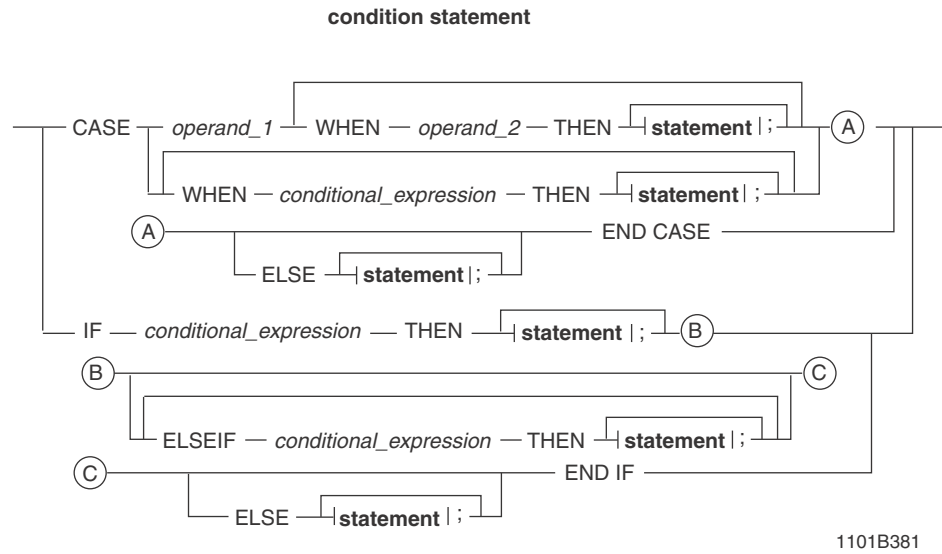 condition statement
CASE operand_1 WHEN operand_2 THEN |statement|; A
WHEN conditional_expression THEN |statement|;
A END CASE
ELSE |statement|;
IF conditional_expression THEN |statement|; B
B C
ELSEIF conditional_expression THEN |statement|;
C END IF
ELSE |statement|;
1101B381